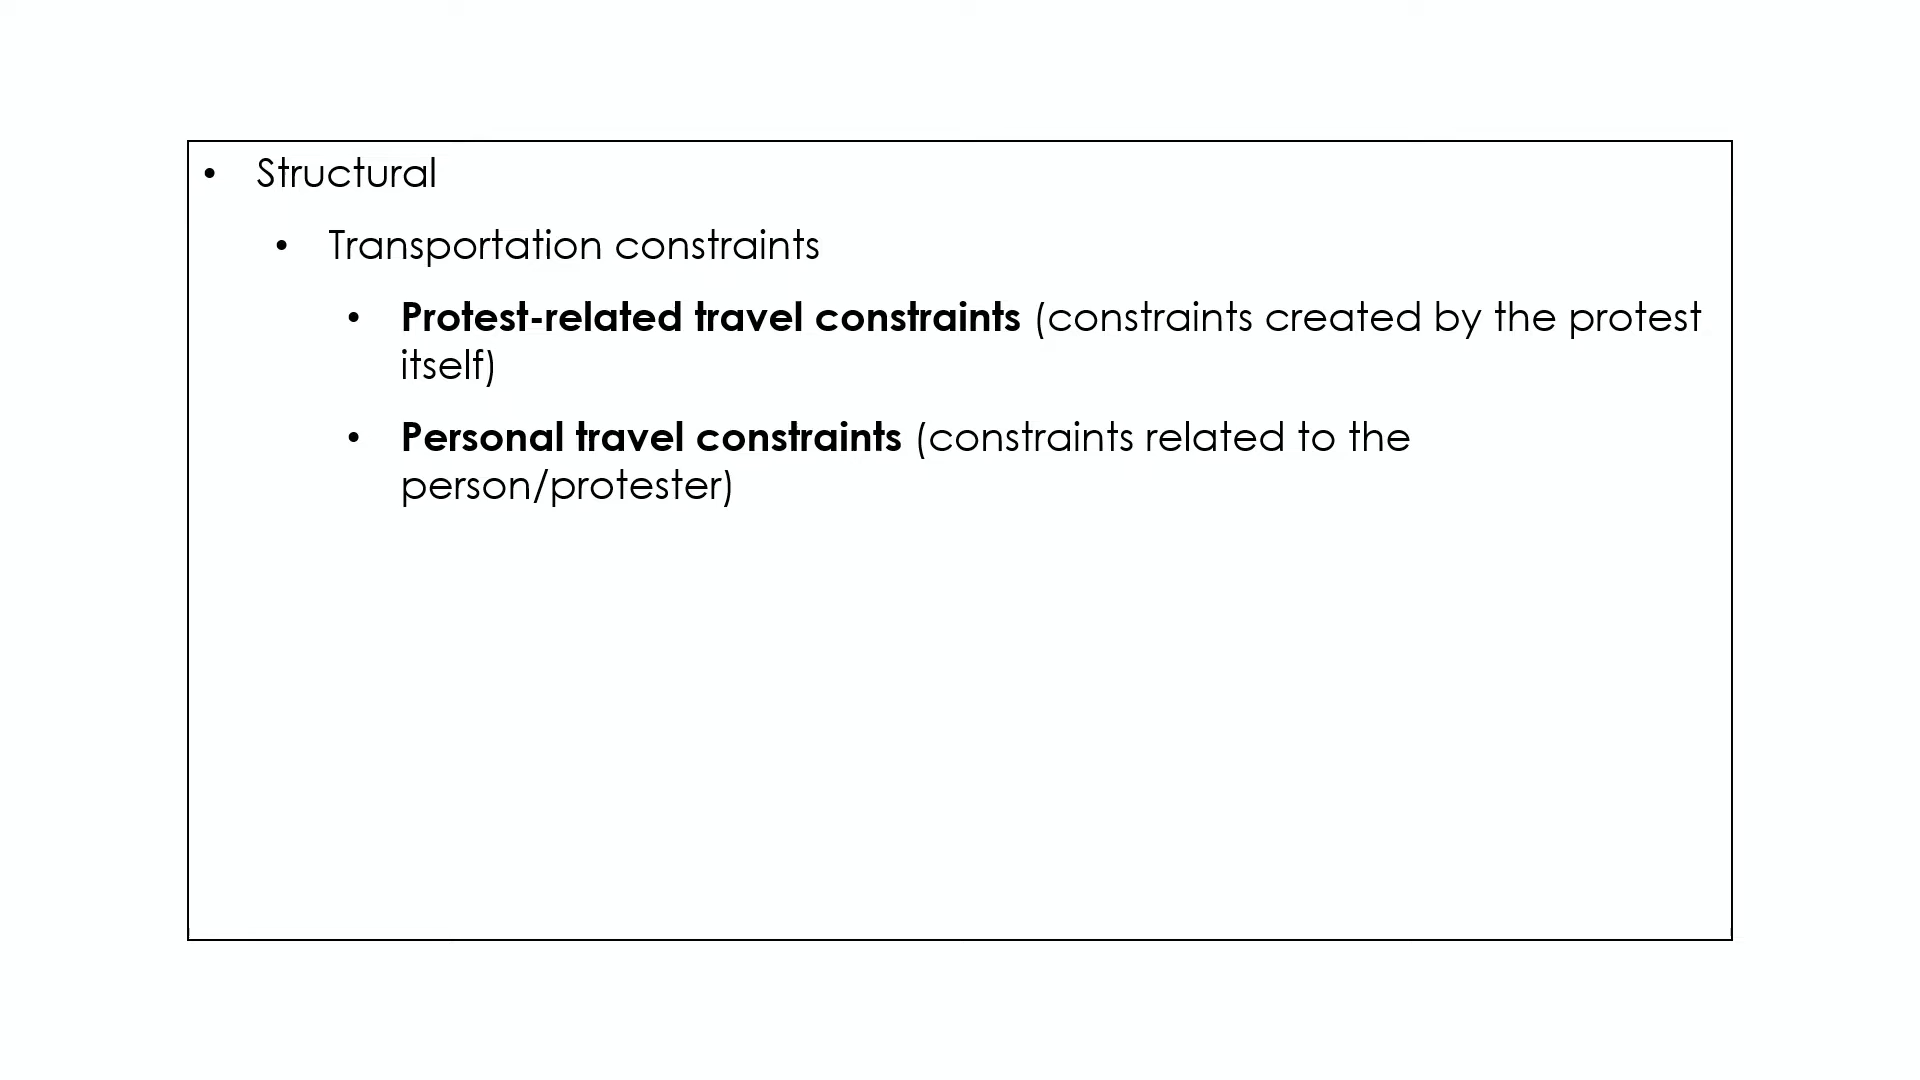 • Structural
• Transportation constraints
• Protest-related travel constraints (constraints created by the protest
itself)
• Personal travel constraints (constraints related to the
person/protester)